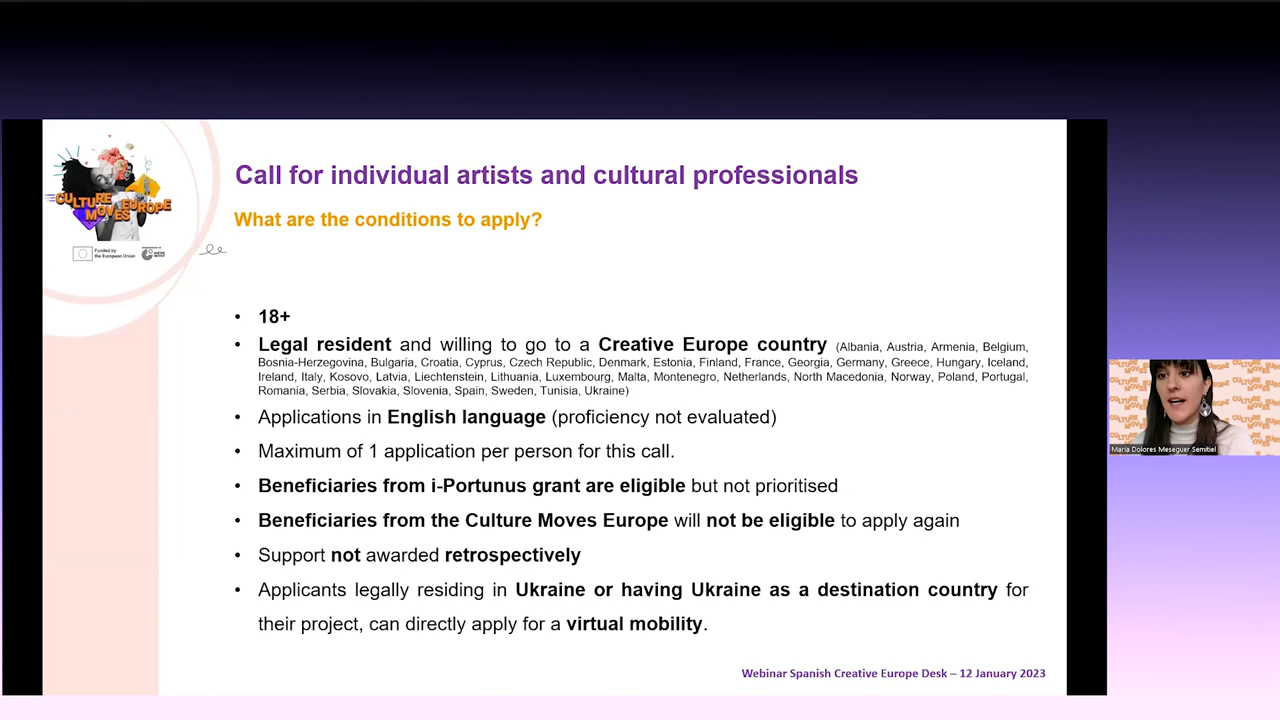 Call for individual artists and cultural professionals
What are the conditions to apply?
CULTURE
MOVES EUROPE
Funded by
the European Union
• 18+
• Legal resident and willing to go to a Creative Europe country (Albania, Austria, Armenia, Belgium,
Bosnia-Herzegovina, Bulgaria, Croatia, Cyprus, Czech Republic, Denmark, Estonia, Finland, France, Georgia, Germany, Greece, Hungary, Iceland,
Ireland, Italy, Kosovo, Latvia, Liechtenstein, Lithuania, Luxembourg, Malta, Montenegro, Netherlands, North Macedonia, Norway, Poland, Portugal,
Romania, Serbia, Slovakia, Slovenia, Spain, Sweden, Tunisia, Ukraine)
• Applications in English language (proficiency not evaluated)
• Maximum of 1 application per person for this call.
• Beneficiaries from i-Portunus grant are eligible but not prioritised
• Beneficiaries from the Culture Moves Europe will not be eligible to apply again
• Support not awarded retrospectively
• Applicants legally residing in Ukraine or having Ukraine as a destination country for
their project, can directly apply for a virtual mobility.
Webinar Spanish Creative Europe Desk – 12 January 2023
María Dolores Meseguer Semitiel